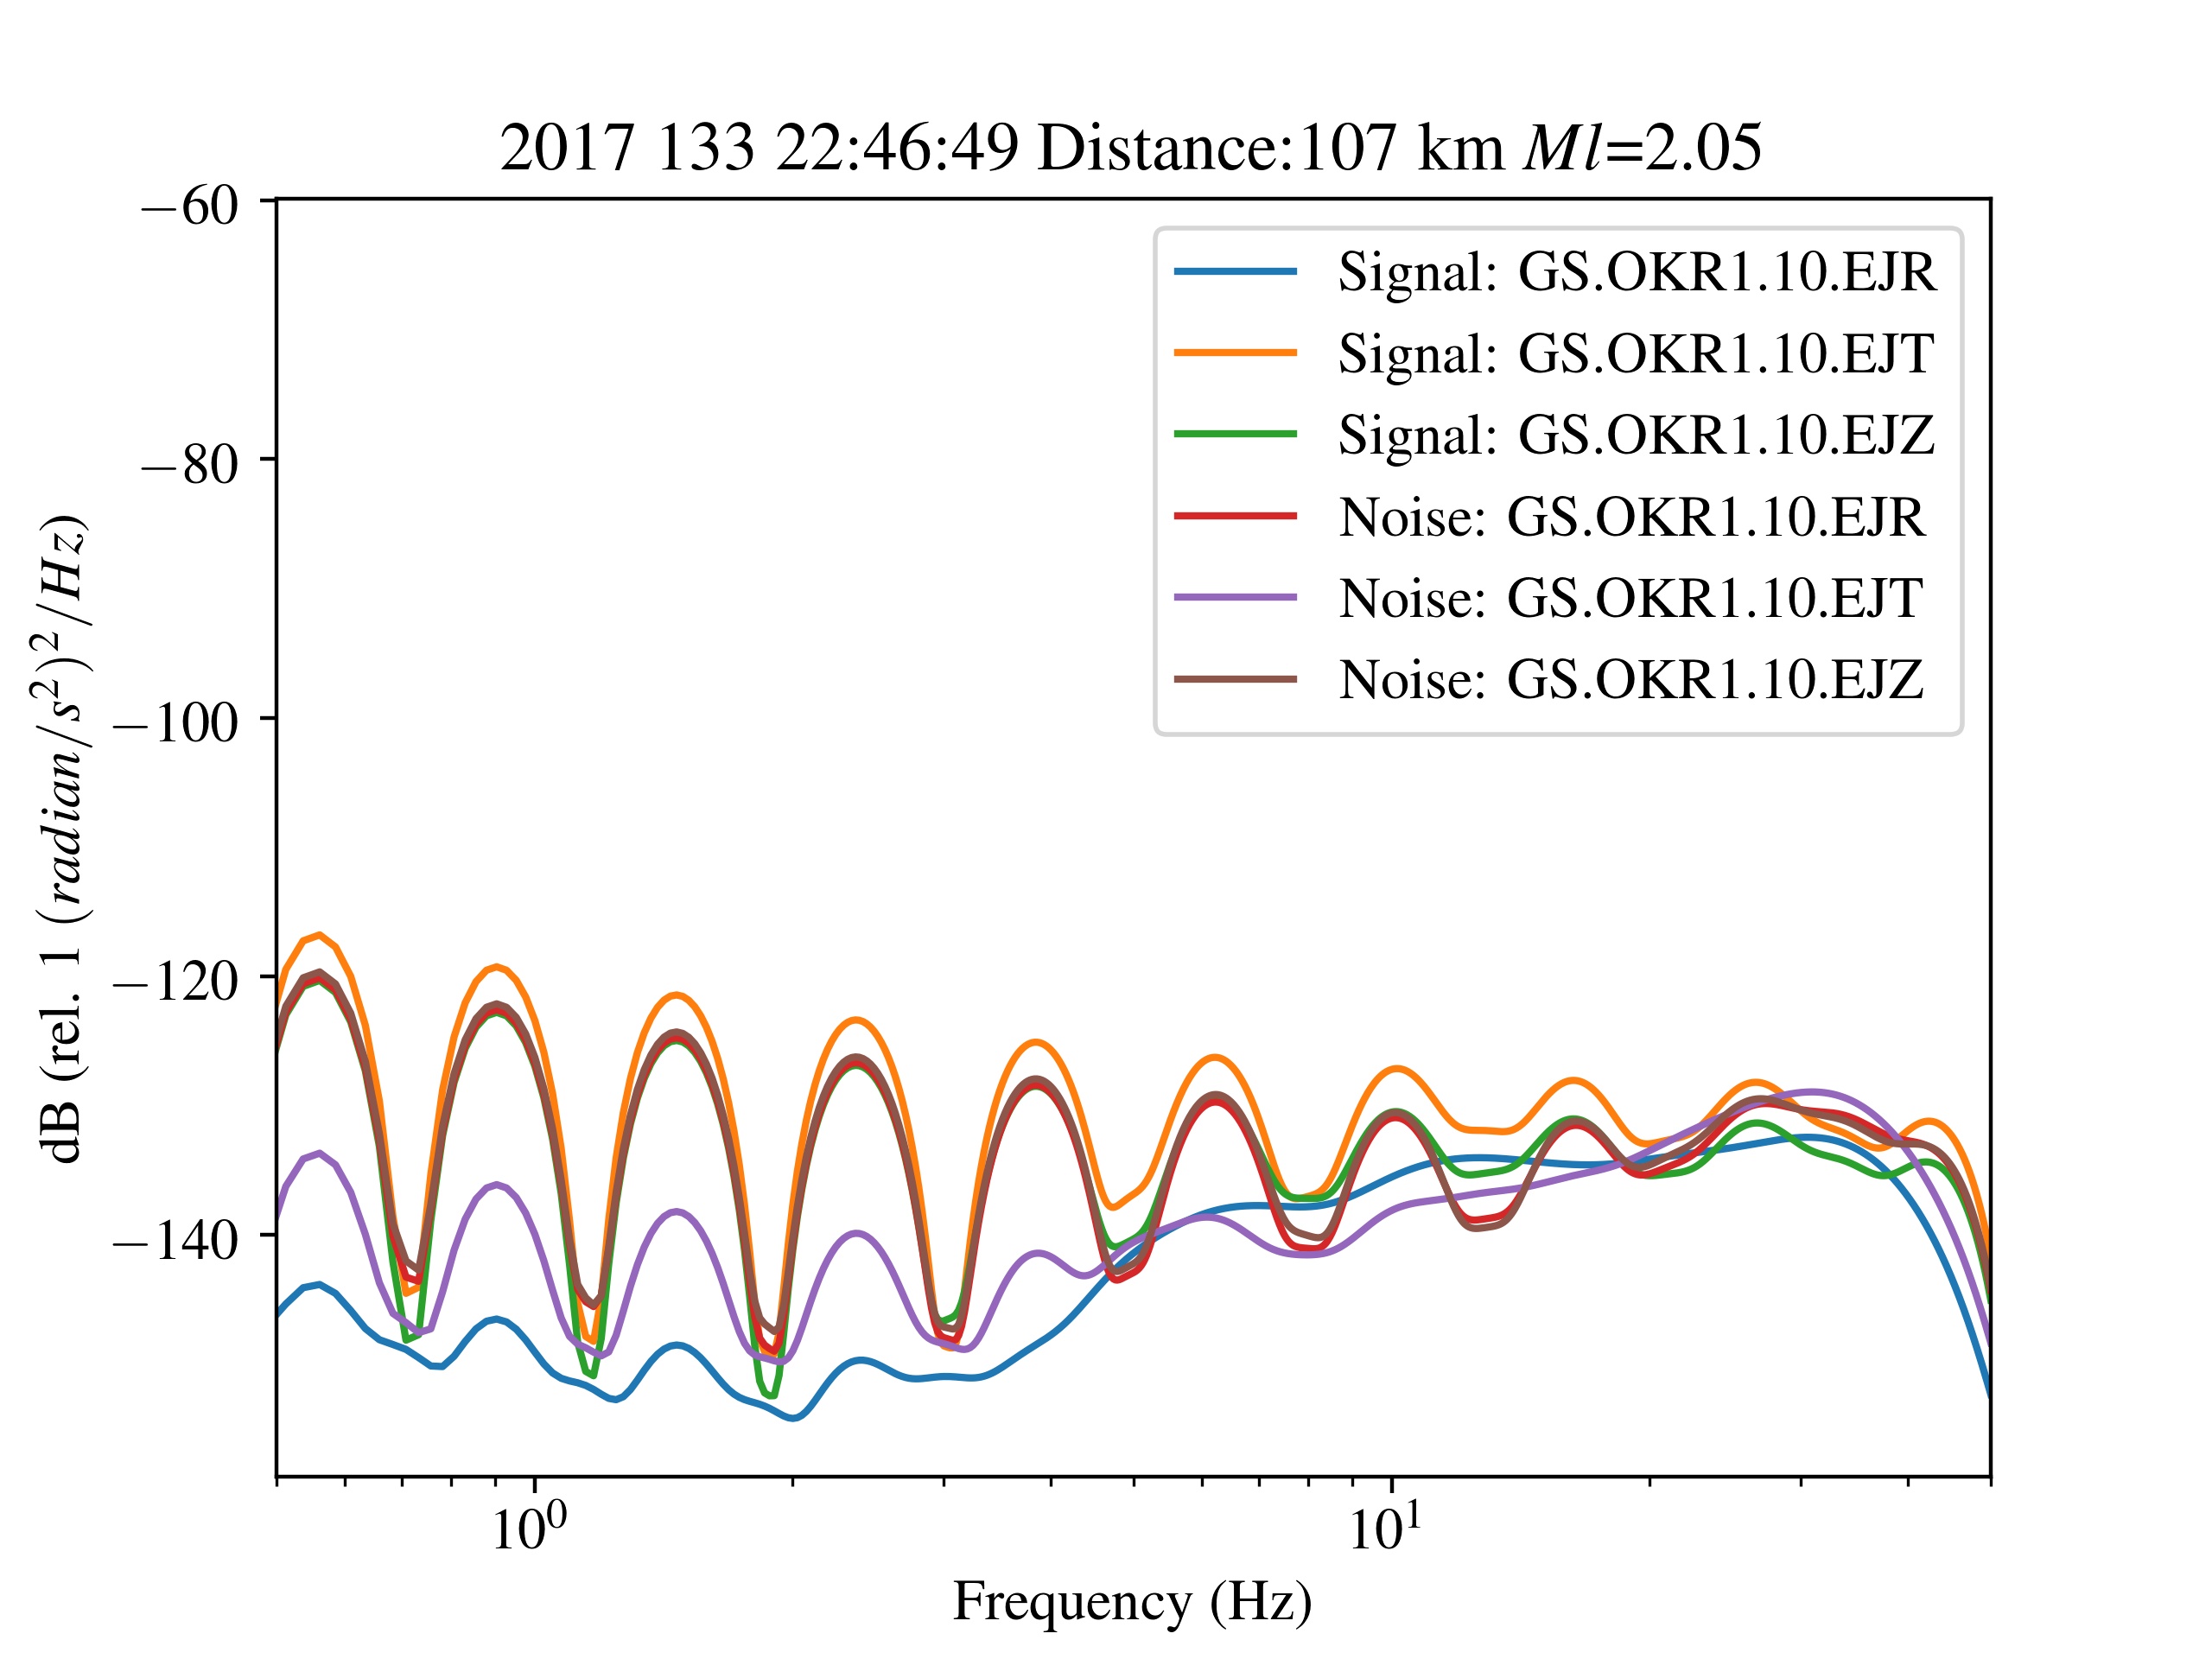 2017 133 22:46:49 Distance:107 km Ml=2.05
dB (rel. 1 (radian/s²)²/Hz)
−60
−80
−100
−120
−140
Signal: GS.OKR1.10.EJR
Signal: GS.OKR1.10.EJT
Signal: GS.OKR1.10.EJZ
Noise: GS.OKR1.10.EJR
Noise: GS.OKR1.10.EJT
Noise: GS.OKR1.10.EJZ
10⁰ 10¹
Frequency (Hz)